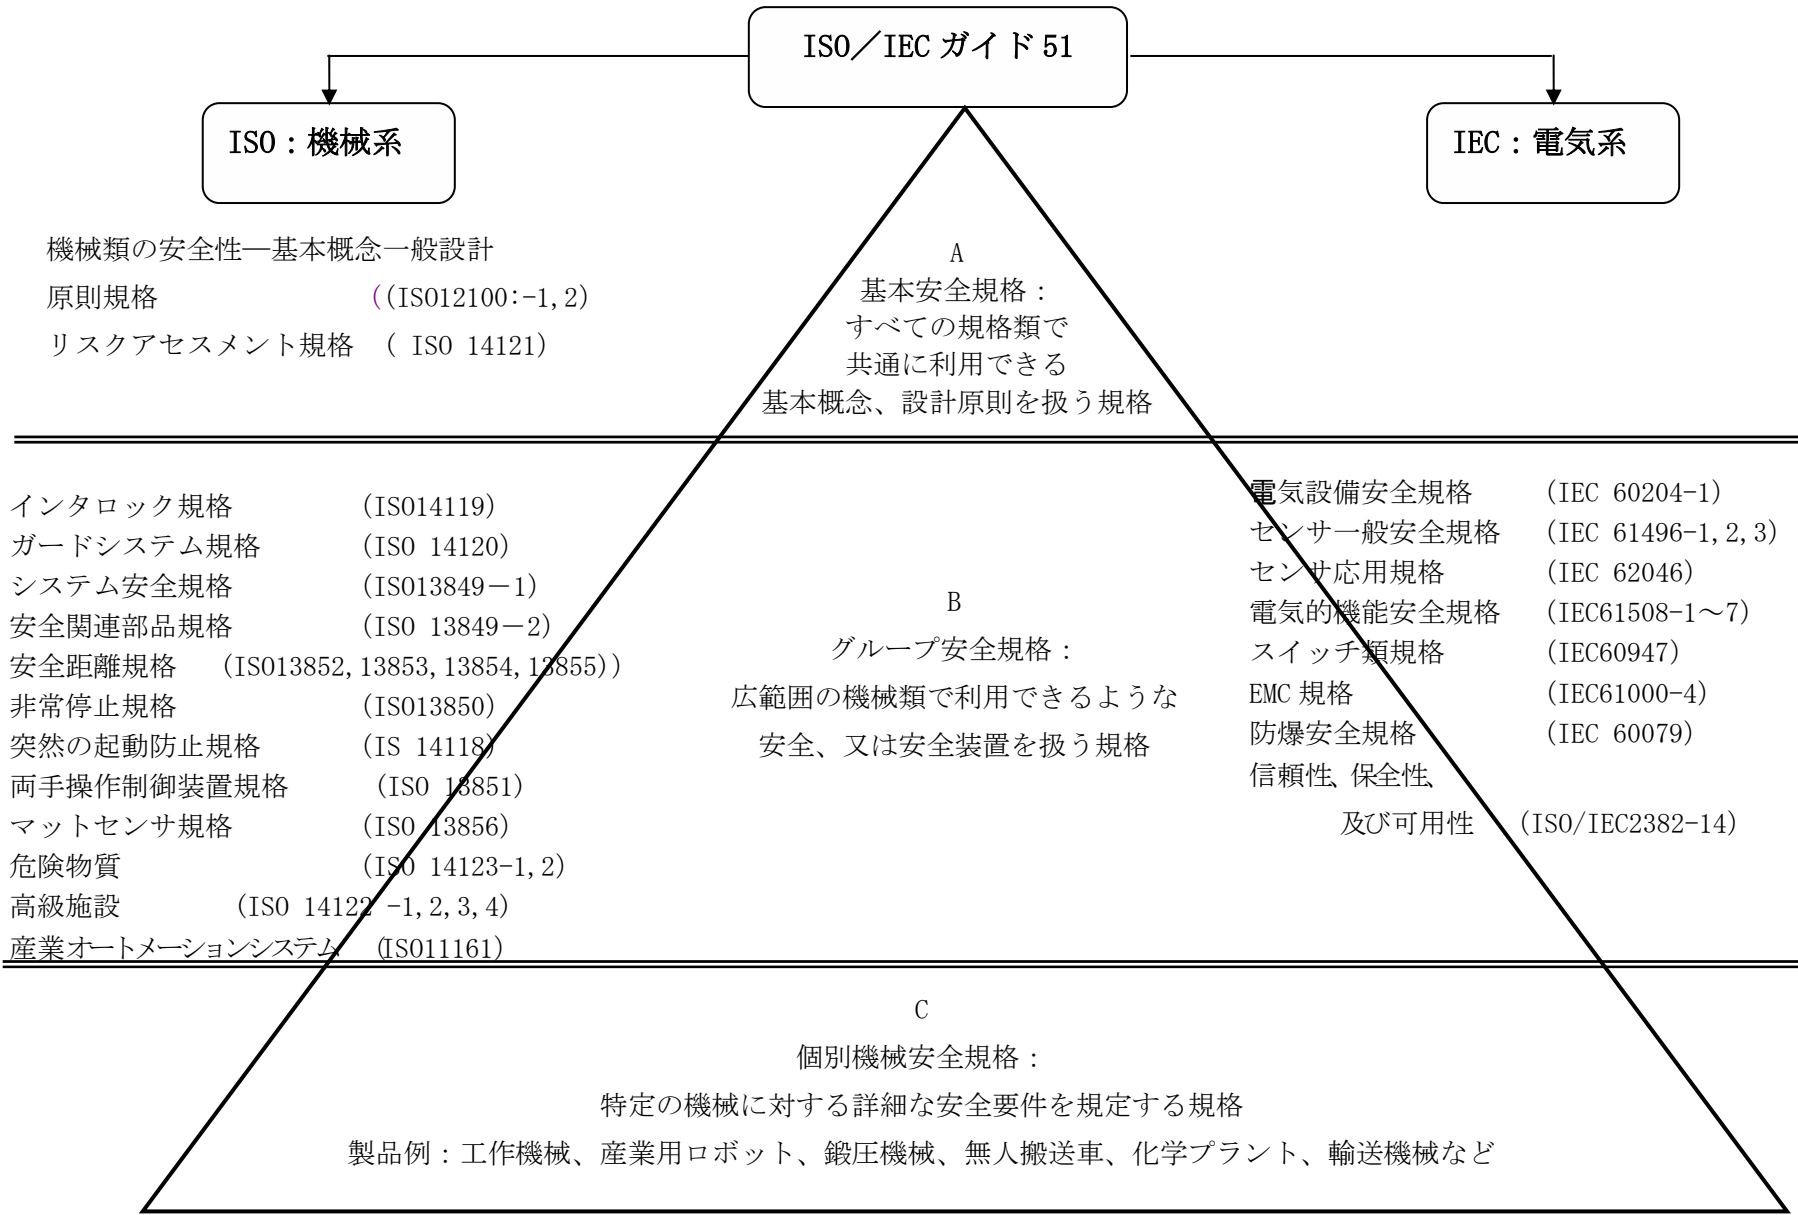 ISO／IEC ガイド 51
ISO：機械系
IEC：電気系
機械類の安全性―基本概念一般設計
原則規格 ((ISO12100:-1,2)
リスクアセスメント規格 ( ISO 14121)
A
基本安全規格：
すべての規格類で
共通に利用できる
基本概念、設計原則を扱う規格
インタロック規格 (ISO14119)
ガードシステム規格 (ISO 14120)
システム安全規格 (ISO13849－1)
安全関連部品規格 (ISO 13849－2)
安全距離規格 (ISO13852,13853,13854,13855))
非常停止規格 (ISO13850)
突然の起動防止規格 (IS 14118)
両手操作制御装置規格 (ISO 13851)
マットセンサ規格 (ISO 13856)
危険物質 (ISO 14123-1,2)
高級施設 (ISO 14122 -1,2,3,4)
産業オートメーションシステム (ISO11161)
B
グループ安全規格：
広範囲の機械類で利用できるような
安全、又は安全装置を扱う規格
電気設備安全規格 (IEC 60204-1)
センサ一般安全規格 (IEC 61496-1,2,3)
センサ応用規格 (IEC 62046)
電気的機能安全規格 (IEC61508-1～7)
スイッチ類規格 (IEC60947)
EMC 規格 (IEC61000-4)
防爆安全規格 (IEC 60079)
信頼性、保全性、
及び可用性 (ISO/IEC2382-14)
C
個別機械安全規格：
特定の機械に対する詳細な安全要件を規定する規格
製品例：工作機械、産業用ロボット、鍛圧機械、無人搬送車、化学プラント、輸送機械など